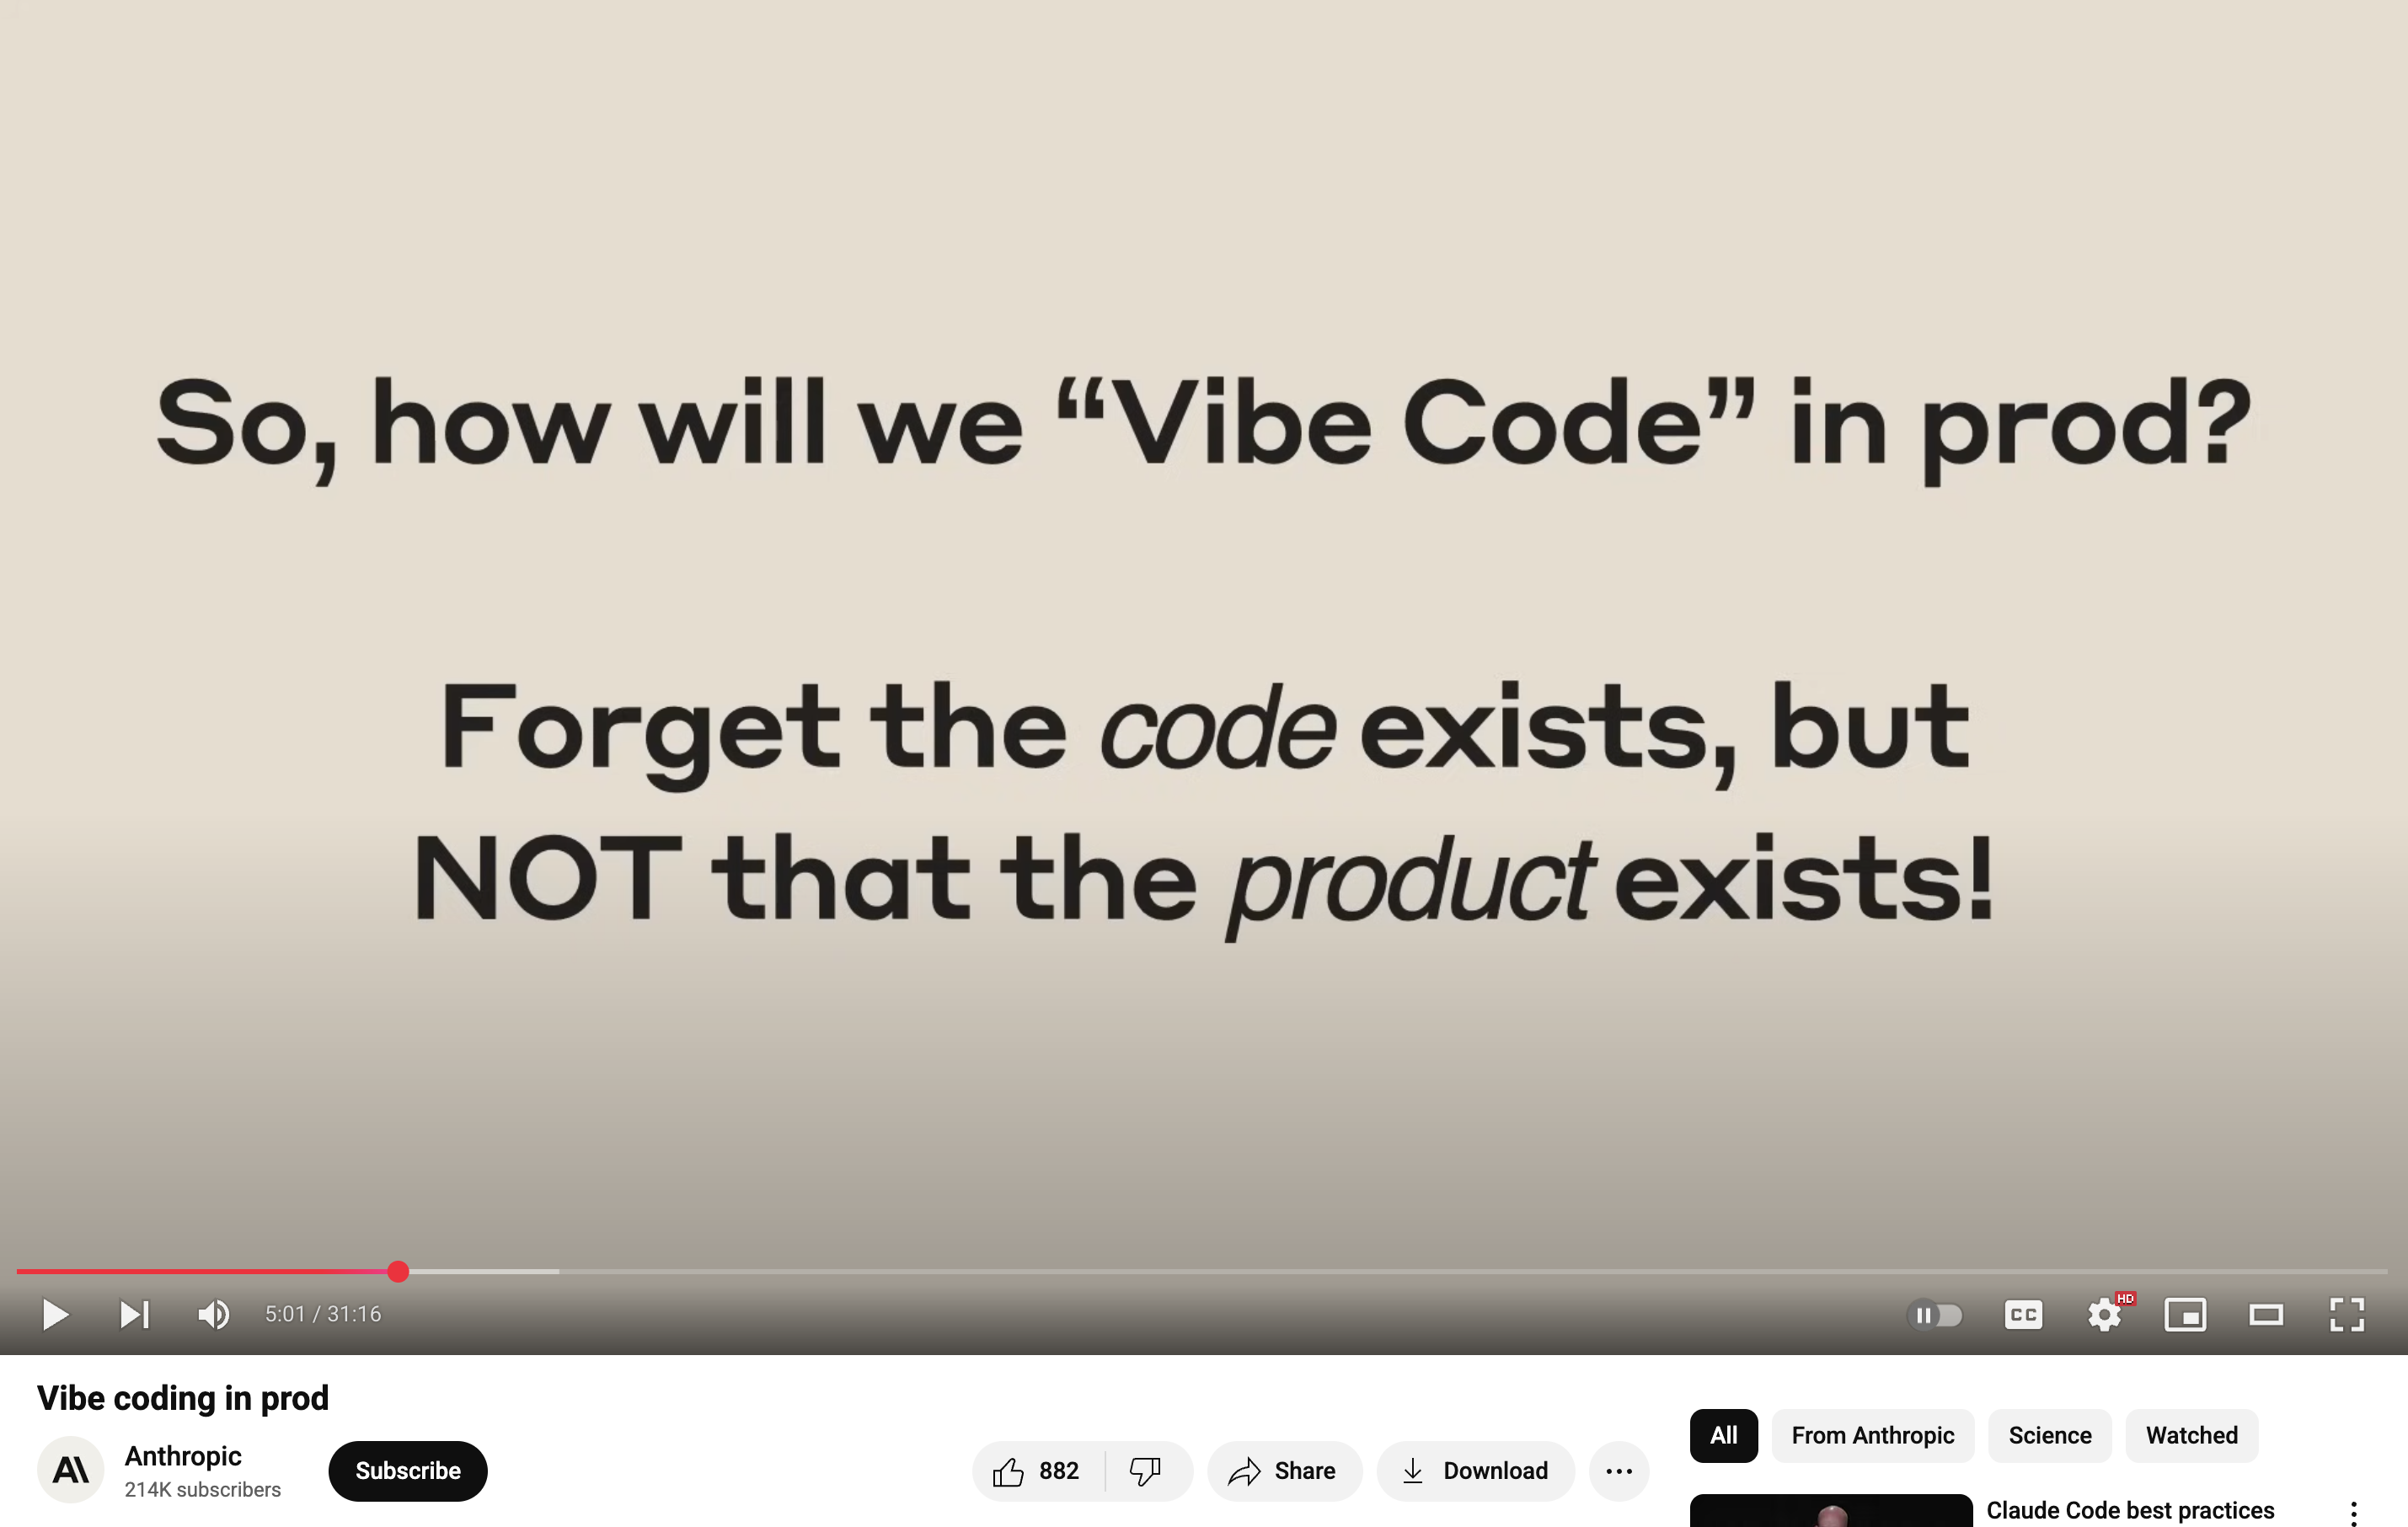 So, how will we “Vibe Code” in prod?
Forget the code exists, but
NOT that the product exists!
5:01 / 31:16
CC
HD
Vibe coding in prod
Anthropic
214K subscribers
Subscribe
882
Share
Download
All
From Anthropic
Science
Watched
Claude Code best practices